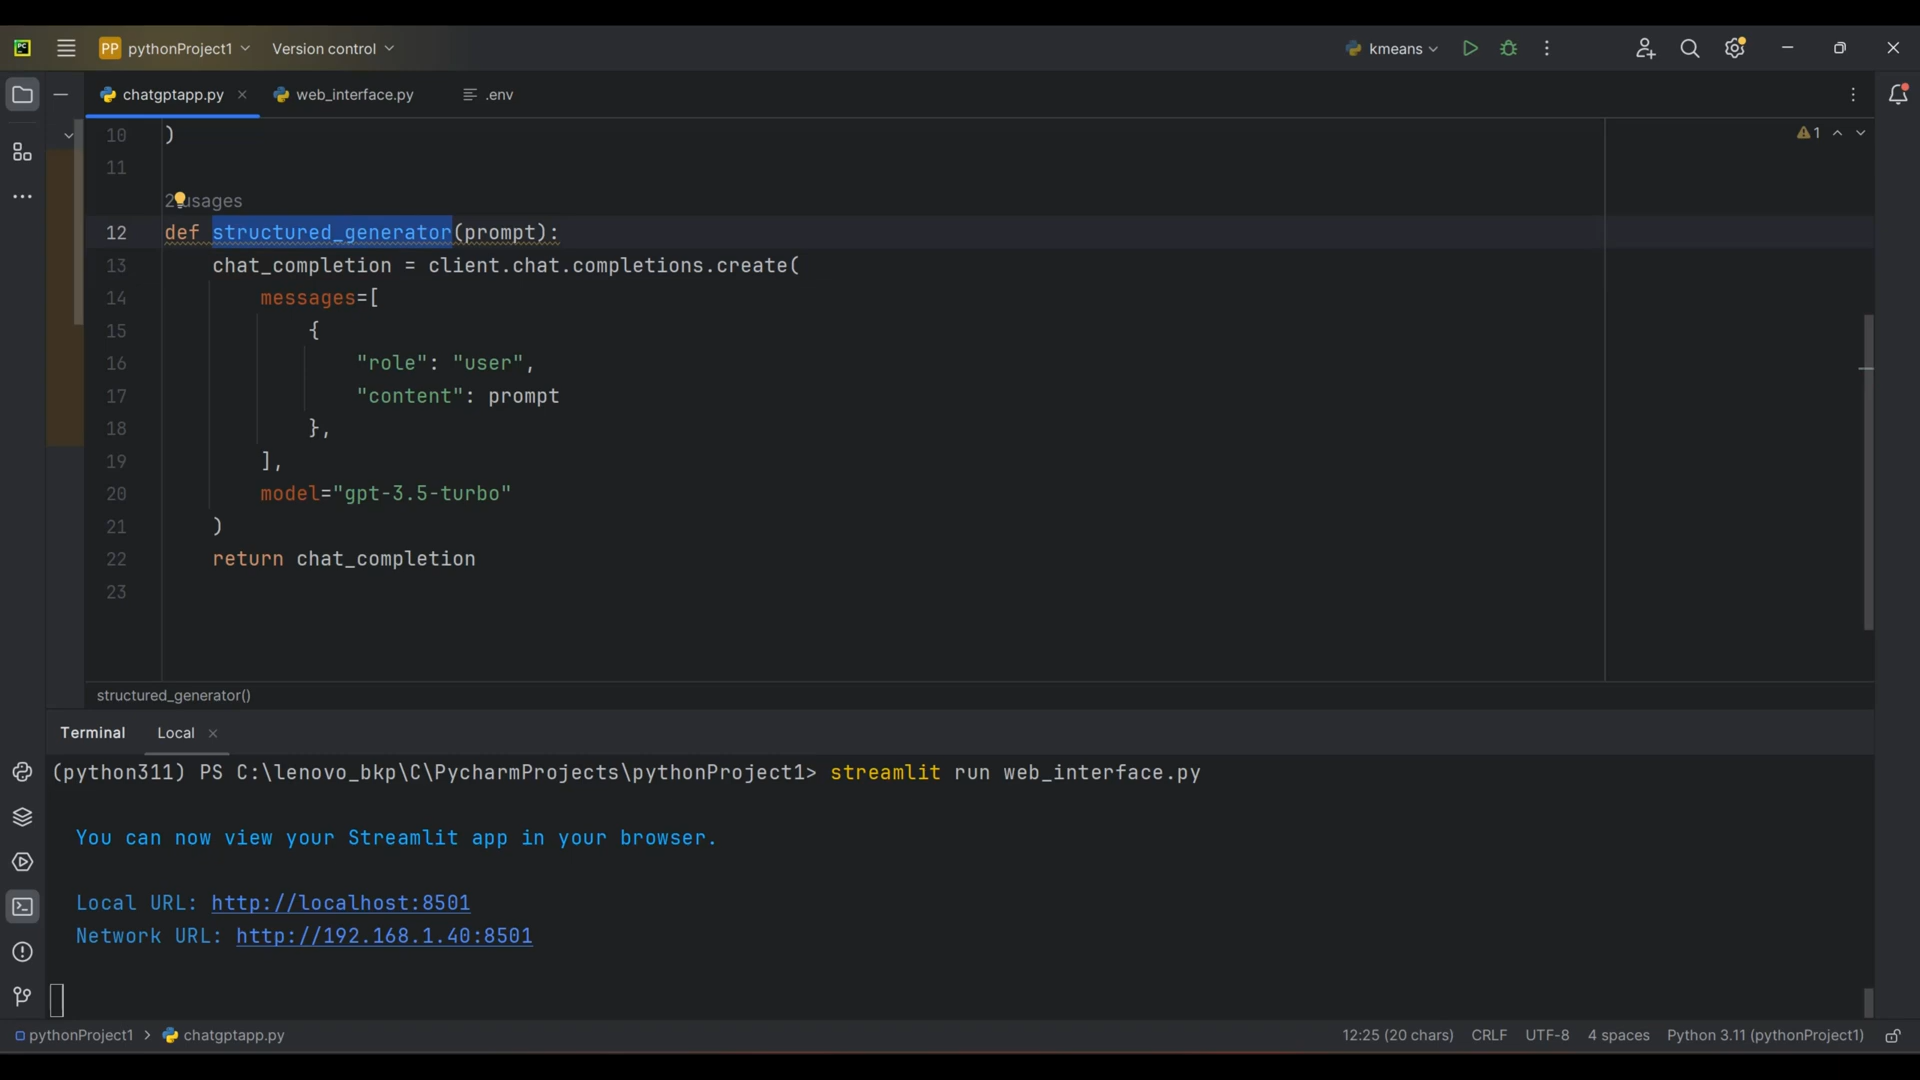 PC
PP pythonProject1 Version control kmeans
chatgptapp.py web_interface.py .env
10 )
1
11
2 usages
12 def structured_generator(prompt):
13 chat_completion = client.chat.completions.create(
14 messages=[
15 {
16 "role": "user",
17 "content": prompt
18 },
19 ],
20 model="gpt-3.5-turbo"
21 )
22 return chat_completion
23
structured_generator()
Terminal Local
(python311) PS C:\lenovo_bkp\C\PycharmProjects\pythonProject1> streamlit run web_interface.py
You can now view your Streamlit app in your browser.
Local URL: http://localhost:8501
Network URL: http://192.168.1.40:8501
pythonProject1 > chatgptapp.py 12:25 (20 chars) CRLF UTF-8 4 spaces Python 3.11 (pythonProject1)